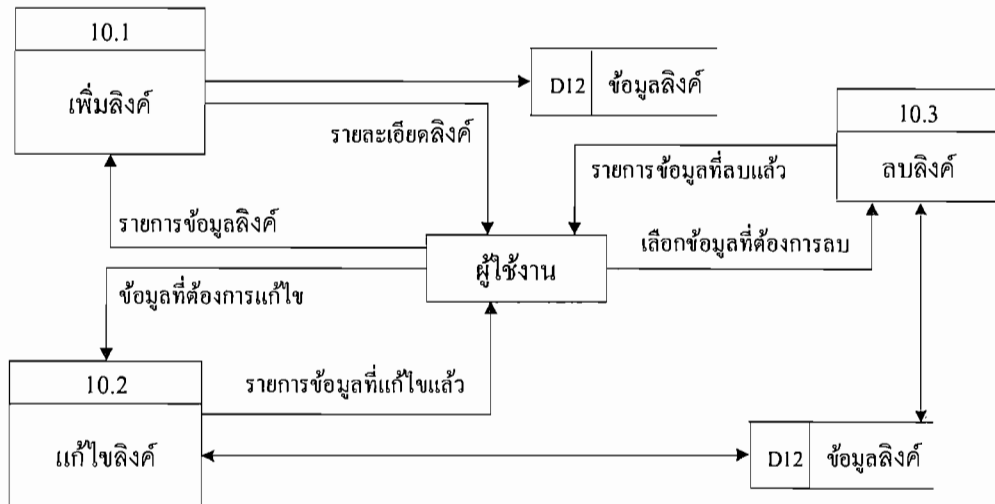 10.1
เพิ่มลิงค์
D12 ข้อมูลลิงค์
10.3
ลบลิงค์
รายละเอียดลิงค์
รายการข้อมูลที่ลบแล้ว
รายการข้อมูลลิงค์
เลือกข้อมูลที่ต้องการลบ
ผู้ใช้งาน
ข้อมูลที่ต้องการแก้ไข
10.2
แก้ไขลิงค์
รายการข้อมูลที่แก้ไขแล้ว
D12 ข้อมูลลิงค์